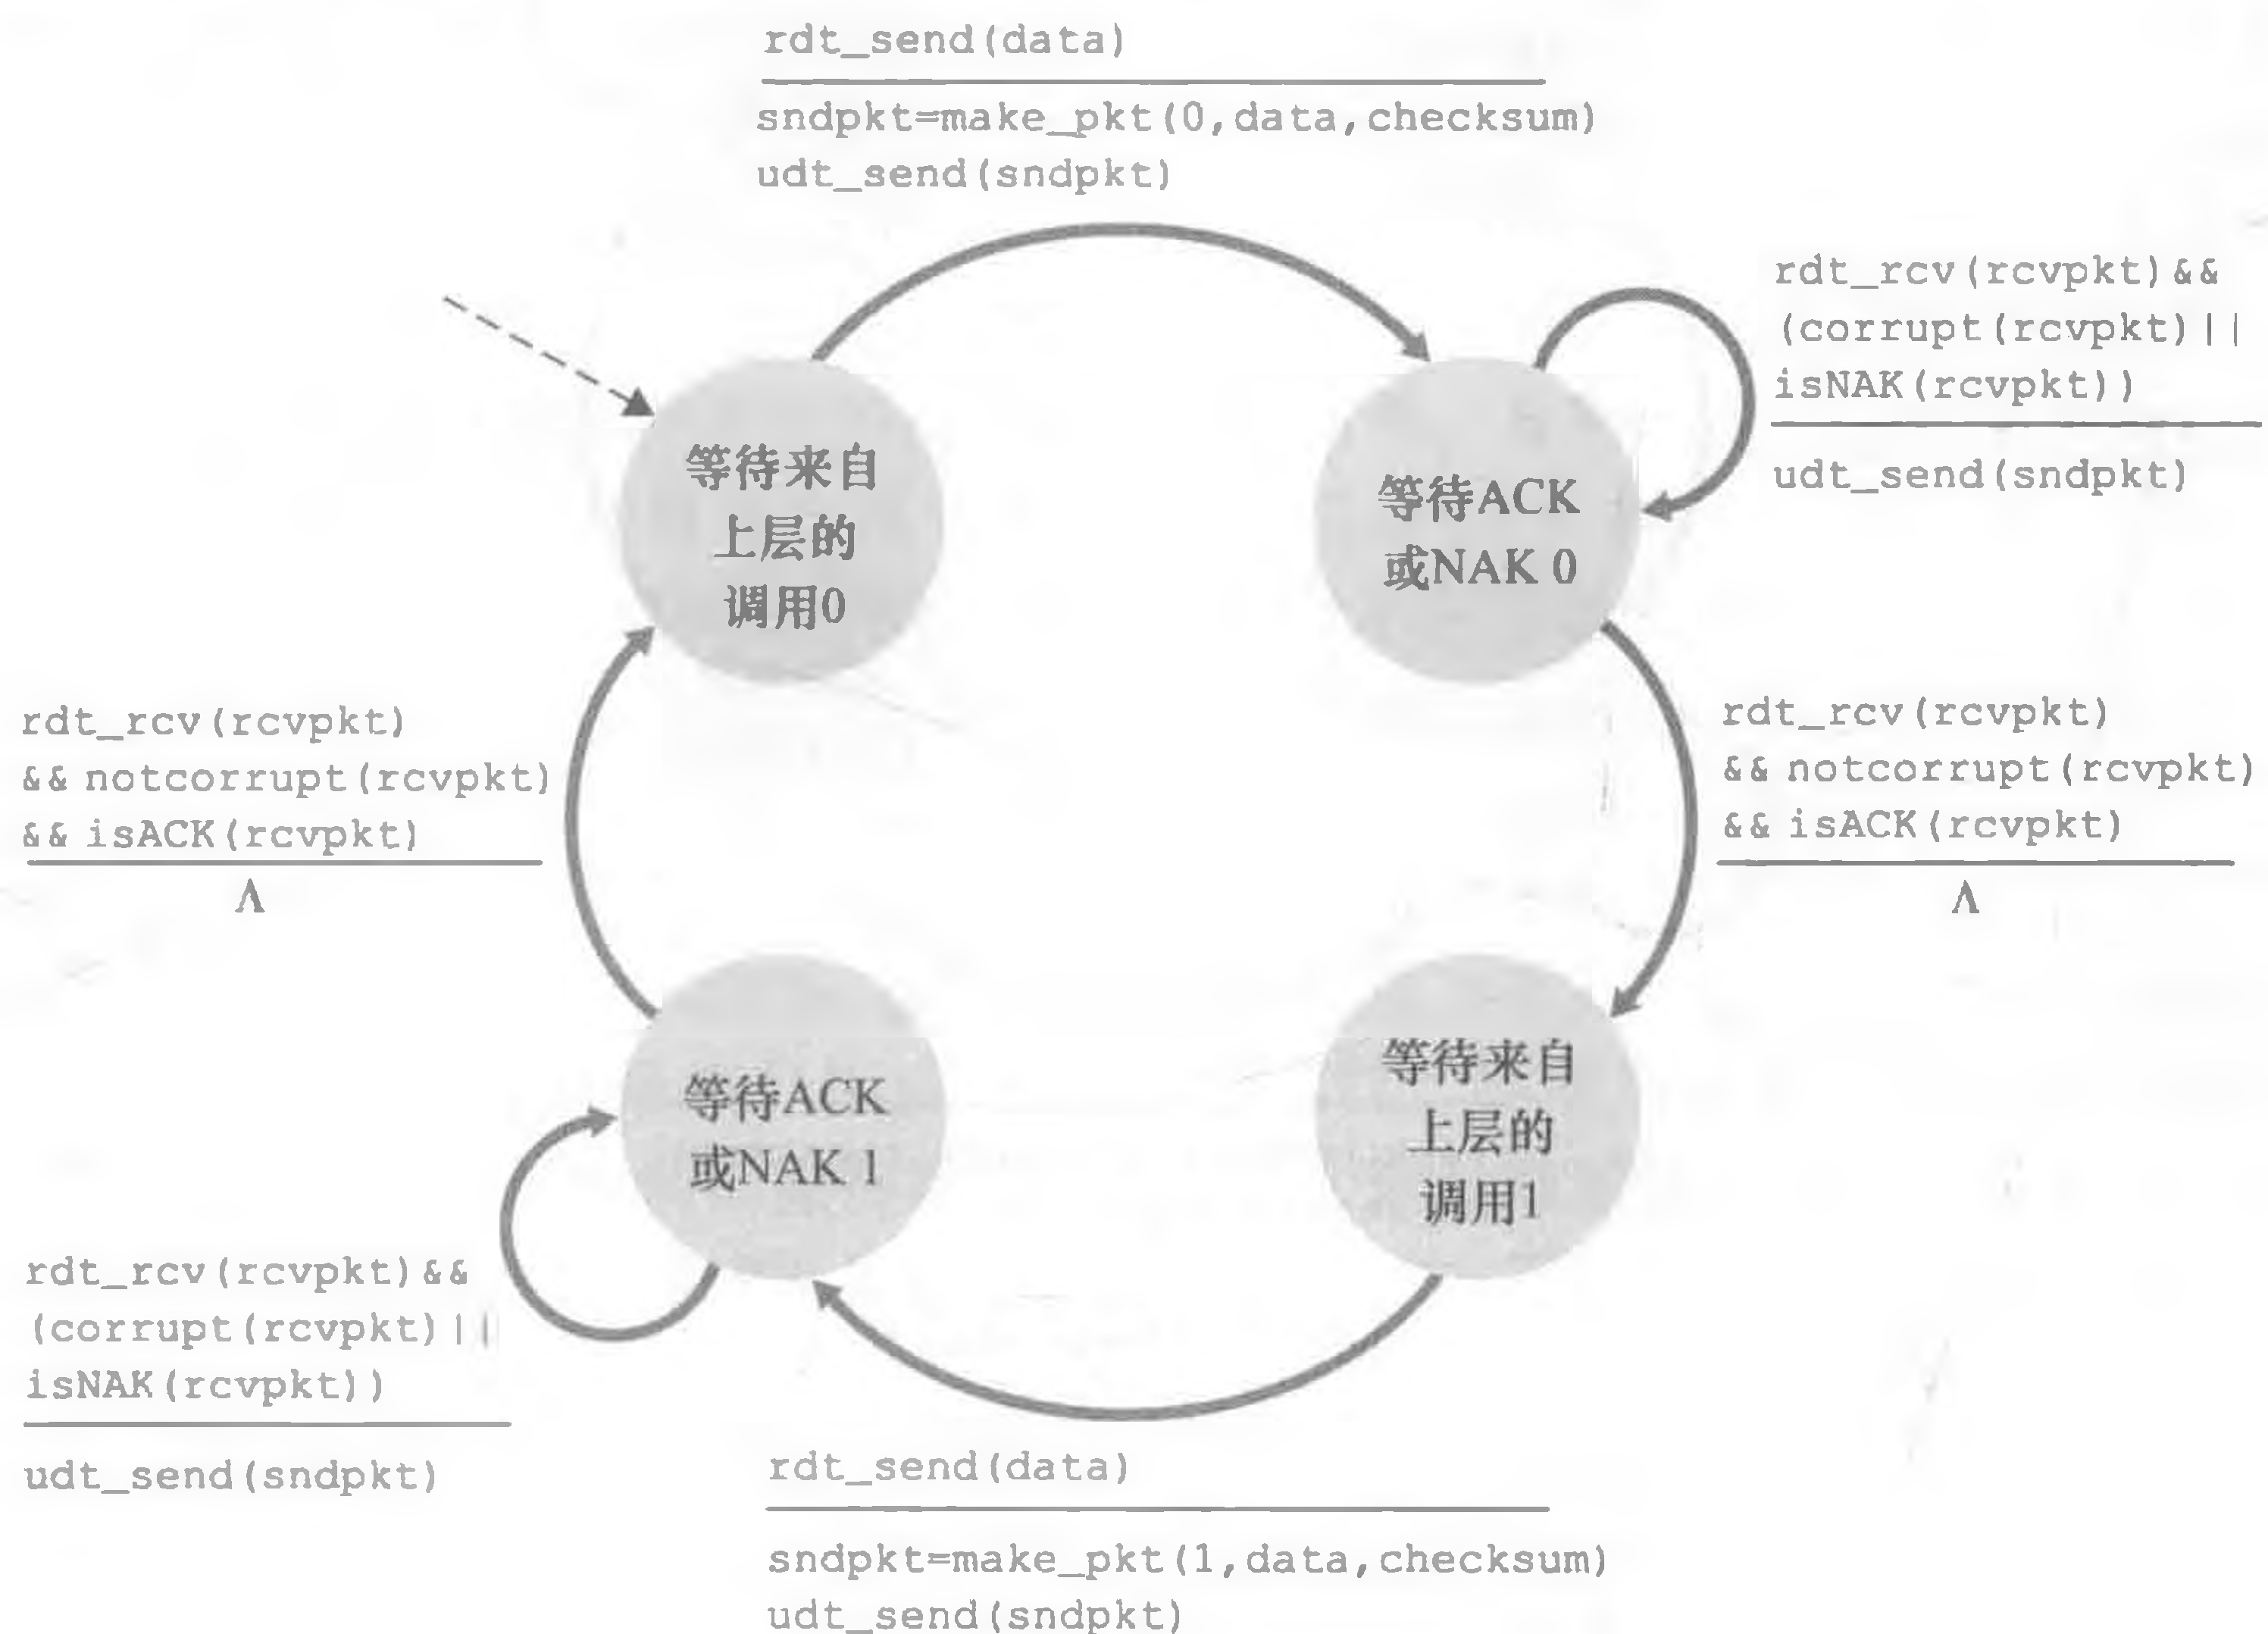 rdt_send(data)
sndpkt=make_pkt(0,data,checksum)
udt_send(sndpkt)
rdt_rcv(rcvpkt)&&
(corrupt(rcvpkt)||
isNAK(rcvpkt))
udt_send(sndpkt)
等待来自
上层的
调用0
等待ACK
或NAK 0
rdt_rcv(rcvpkt)
&& notcorrupt(rcvpkt)
&& isACK(rcvpkt)
Λ
rdt_rcv(rcvpkt)
&& notcorrupt(rcvpkt)
&& isACK(rcvpkt)
Λ
等待ACK
或NAK 1
等待来自
上层的
调用1
rdt_rcv(rcvpkt)&&
(corrupt(rcvpkt)||
isNAK(rcvpkt))
udt_send(sndpkt)
rdt_send(data)
sndpkt=make_pkt(1,data,checksum)
udt_send(sndpkt)